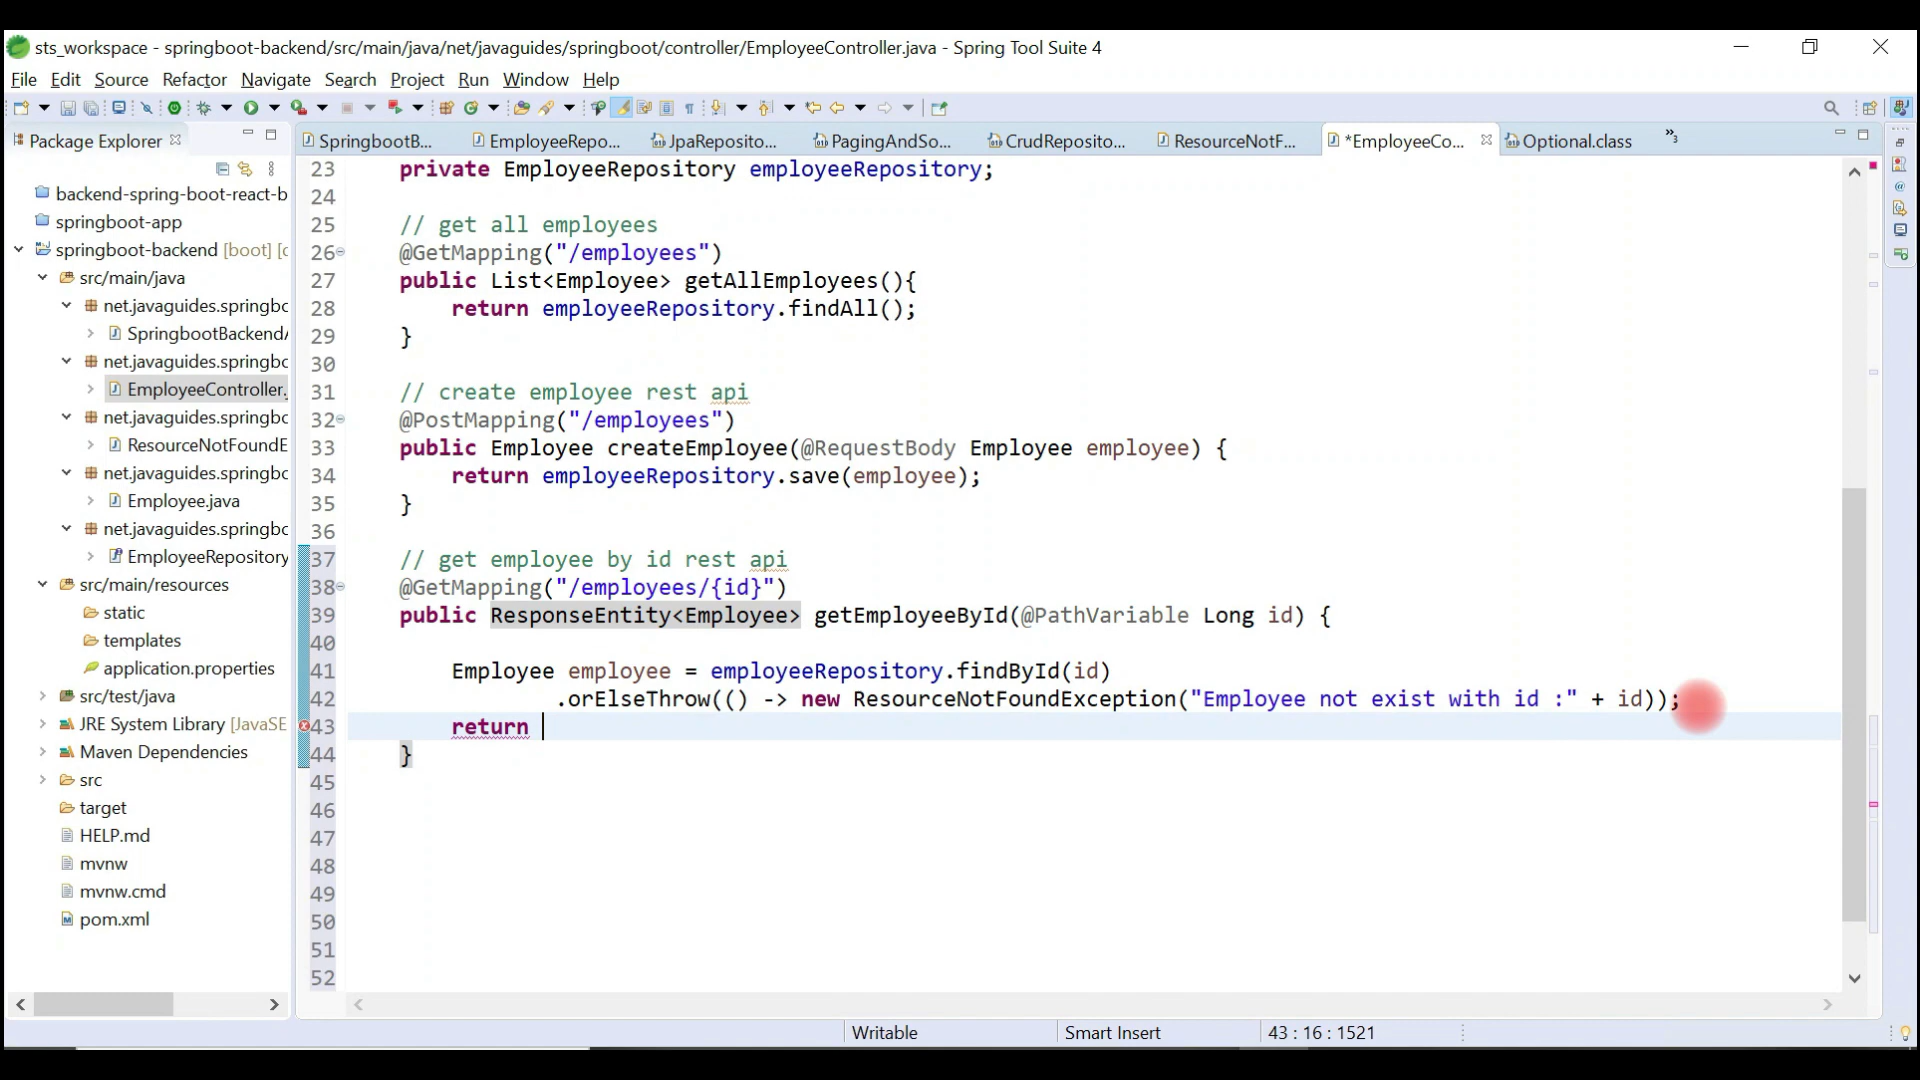 sts_workspace - springboot-backend/src/main/java/net/javaguides/springboot/controller/EmployeeController.java - Spring Tool Suite 4
File Edit Source Refactor Navigate Search Project Run Window Help
Package Explorer
SpringbootB... EmployeeRepo... JpaReposito... PagingAndSo... CrudReposito... ResourceNotF... *EmployeeCo... Optional.class »3
backend-spring-boot-react-b
springboot-app
springboot-backend [boot] [c
src/main/java
net.javaguides.springbc
SpringbootBackendA
net.javaguides.springbc
EmployeeController.
net.javaguides.springbc
ResourceNotFoundE
net.javaguides.springbc
Employee.java
net.javaguides.springbc
EmployeeRepository
src/main/resources
static
templates
application.properties
src/test/java
JRE System Library [JavaSE
Maven Dependencies
src
target
HELP.md
mvnw
mvnw.cmd
pom.xml
23 private EmployeeRepository employeeRepository;
24
25 // get all employees
26 @GetMapping("/employees")
27 public List<Employee> getAllEmployees(){
28 return employeeRepository.findAll();
29 }
30
31 // create employee rest api
32 @PostMapping("/employees")
33 public Employee createEmployee(@RequestBody Employee employee) {
34 return employeeRepository.save(employee);
35 }
36
37 // get employee by id rest api
38 @GetMapping("/employees/{id}")
39 public ResponseEntity<Employee> getEmployeeById(@PathVariable Long id) {
40
41 Employee employee = employeeRepository.findById(id)
42 .orElseThrow(() -> new ResourceNotFoundException("Employee not exist with id :" + id));
43 return
44 }
45
46
47
48
49
50
51
52
Writable Smart Insert 43 : 16 : 1521